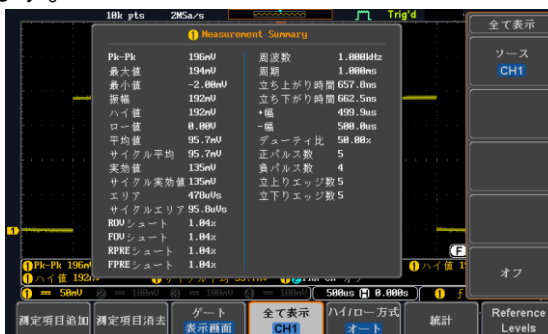 10k pts 2MSa/s Trig'd
全て表示
ソース
CH1
オフ
1 Measurement Summary
Pk-Pk 196mV 周波数 1.000kHz
最大値 194mV 周期 1.000ms
最小値 -2.00mV 立ち上がり時間 657.8ns
振幅 192mV 立ち下がり時間 662.5ns
ハイ値 192mV +幅 499.9us
ロー値 0.00V -幅 500.0us
平均値 95.7mV デューティ比 50.00%
サイクル平均 95.7mV 正パルス数 5
実効値 135mV 負パルス数 4
サイクル実効値 135mV 立上りエッジ数 5
エリア 478uVs 立下りエッジ数 5
サイクルエリア 95.8uVs
ROVシュート 1.04%
FOVシュート 1.04%
RPREシュート 1.04%
FPREシュート 1.04%
1 Pk-Pk 196mV
1 ハイ値 192m
1 ハイ値
1 50mV 2 100mV 3 100mV 4 100mV 500us H 0.000s 1
測定項目追加 測定項目消去 ゲート 表示画面 全て表示 CH1 ハイ/ロー方式 オート 統計 Reference Levels